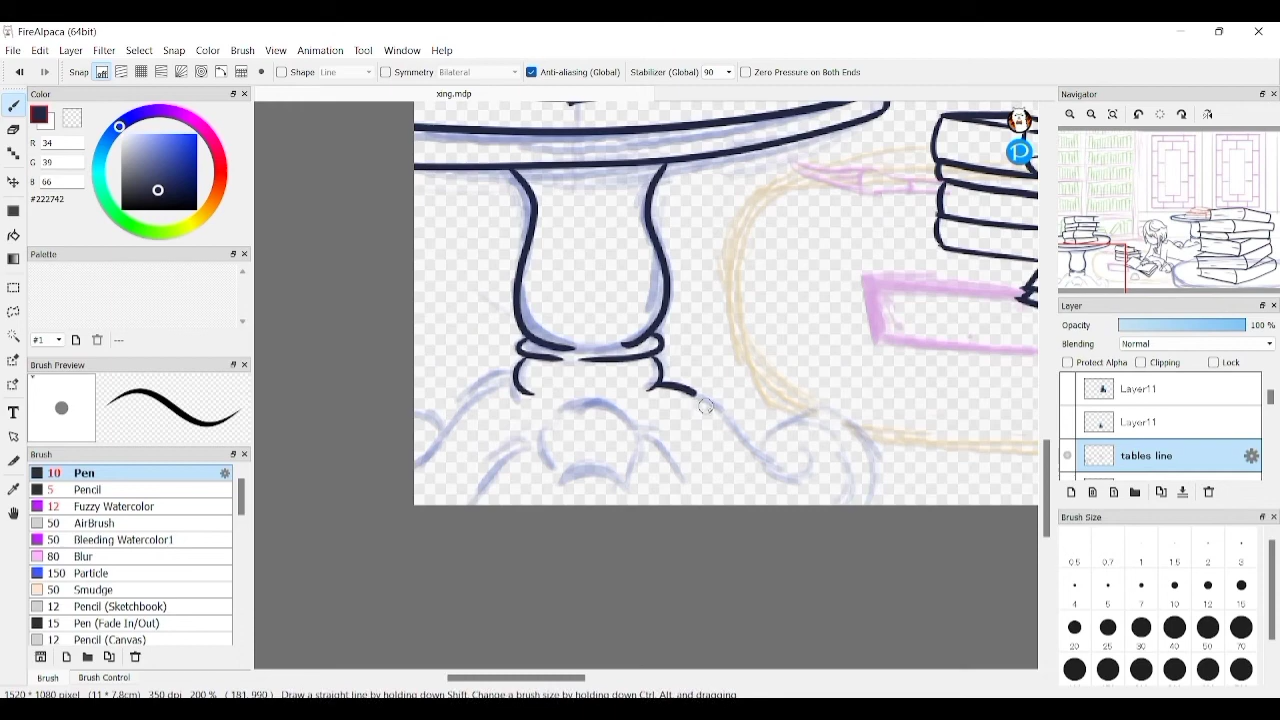 FireAlpaca (64bit)
File Edit Layer Filter Select Snap Color Brush View Animation Tool Window Help
Snap Shape Line Symmetry Bilateral Anti-aliasing (Global) Stabilizer (Global) 90 Zero Pressure on Both Ends
Color
xing.mdp
Navigator
R 34
G 39
B 66
#222742
Palette
#1 ---
Brush Preview
Layer
Opacity 100 %
Blending Normal
Protect Alpha Clipping Lock
Layer11
Layer11
tables line
Brush
10 Pen
5 Pencil
12 Fuzzy Watercolor
50 AirBrush
50 Bleeding Watercolor1
80 Blur
150 Particle
50 Smudge
12 Pencil (Sketchbook)
15 Pen (Fade In/Out)
12 Pencil (Canvas)
Brush Size
0.5 0.7 1 1.5 2 3
4 5 7 10 12 15
20 25 30 40 50 70
Brush Brush Control
1520 * 1080 pixel (11 * 7.8cm) 350 dpi 200 % ( 181, 990 ) Draw a straight line by holding down Shift, Change a brush size by holding down Ctrl, Alt, and dragging